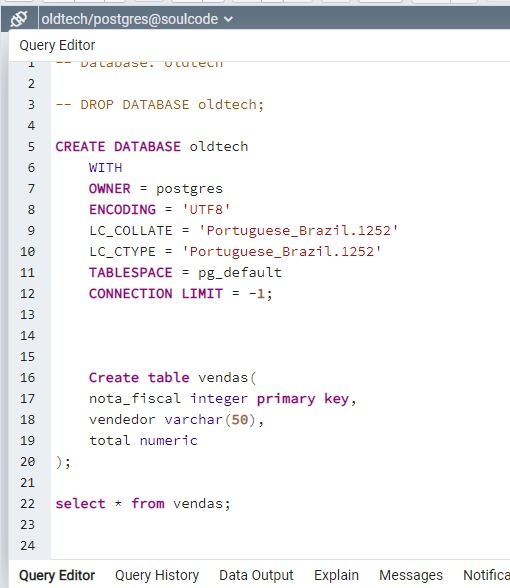 oldtech/postgres@soulcode
Query Editor
1 -- Database: oldtech
2
3 -- DROP DATABASE oldtech;
4
5 CREATE DATABASE oldtech
6 WITH
7 OWNER = postgres
8 ENCODING = 'UTF8'
9 LC_COLLATE = 'Portuguese_Brazil.1252'
10 LC_CTYPE = 'Portuguese_Brazil.1252'
11 TABLESPACE = pg_default
12 CONNECTION LIMIT = -1;
13
14
15
16 Create table vendas(
17 nota_fiscal integer primary key,
18 vendedor varchar(50),
19 total numeric
20 );
21
22 select * from vendas;
23
24
Query Editor Query History Data Output Explain Messages Notifica